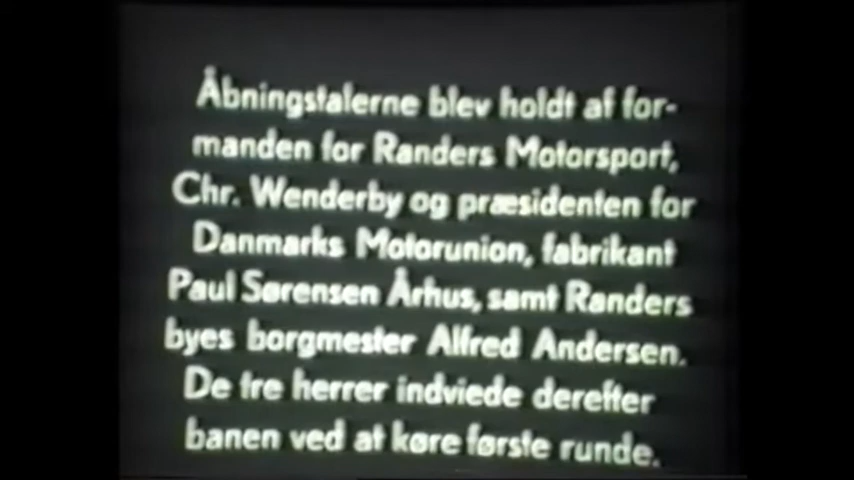 Åbningstalerne blev holdt af for-
manden for Randers Motorsport,
Chr. Wenderby og præsidenten for
Danmarks Motorunion, fabrikant
Paul Sørensen Århus, samt Randers
byes borgmester Alfred Andersen.
De tre herrer indviede derefter
banen ved at køre første runde.